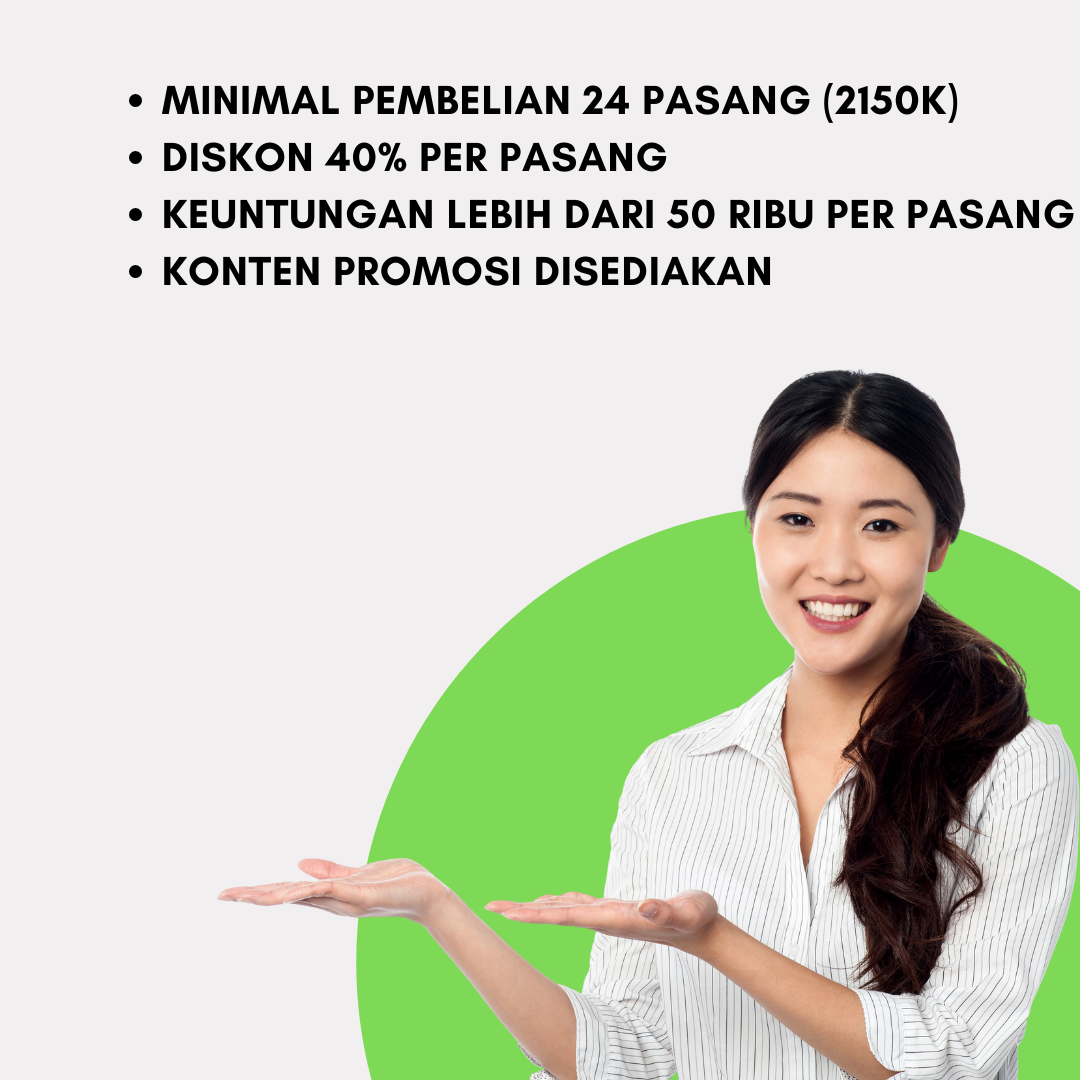 • MINIMAL PEMBELIAN 24 PASANG (2150K)
• DISKON 40% PER PASANG
• KEUNTUNGAN LEBIH DARI 50 RIBU PER PASANG
• KONTEN PROMOSI DISEDIAKAN